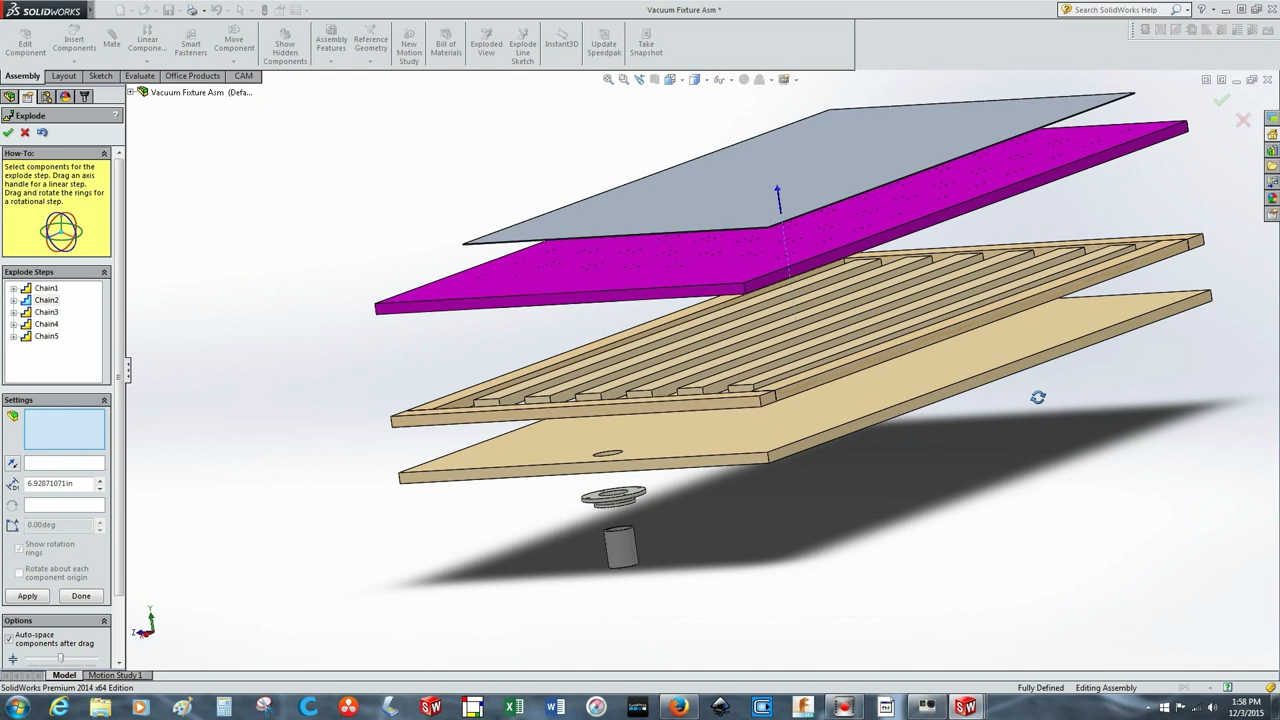 SOLIDWORKS
Vacuum Fixture Asm *
Search SolidWorks Help
Edit Component
Insert Components
Mate
Linear Compone...
Smart Fasteners
Move Component
Show Hidden Components
Assembly Features
Reference Geometry
New Motion Study
Bill of Materials
Exploded View
Explode Line Sketch
Instant3D
Update Speedpak
Take Snapshot
Assembly
Layout
Sketch
Evaluate
Office Products
CAM
Vacuum Fixture Asm (Defa...
Explode
How-To:
Select components for the
explode step. Drag an axis
handle for a linear step.
Drag and rotate the rings for
a rotational step.
Explode Steps
Chain1
Chain2
Chain3
Chain4
Chain5
Settings
6.92871071in
0.00deg
Show rotation
rings
Rotate about each
component origin
Apply
Done
Options
Auto-space
components after drag
Y
Z
Model
Motion Study 1
SolidWorks Premium 2014 x64 Edition
Fully Defined
Editing Assembly
IPS
1:58 PM
12/3/2015